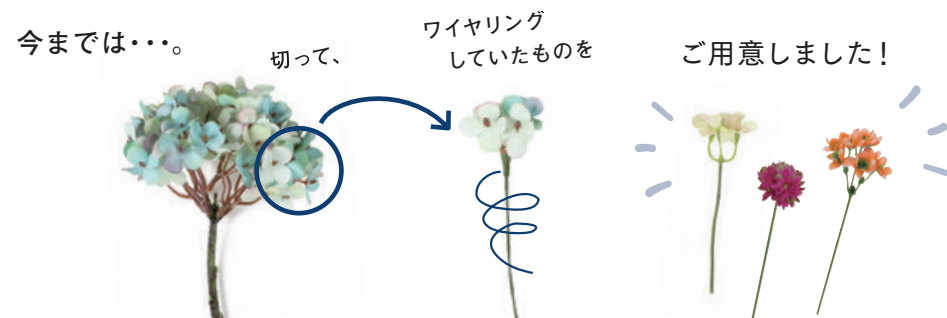 今までは・・・。
切って、
ワイヤリング
していたものを
ご用意しました！